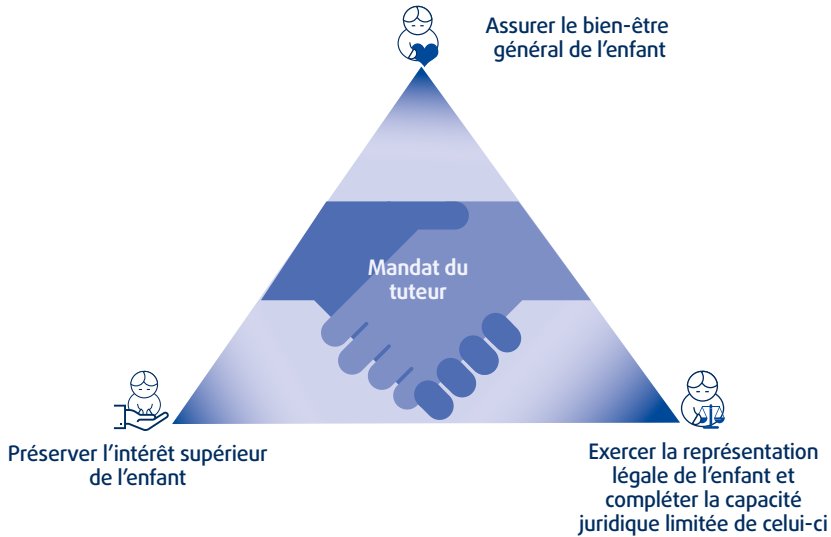 Assurer le bien-être
général de l’enfant
Mandat du
tuteur
Préserver l’intérêt supérieur
de l’enfant
Exercer la représentation
légale de l’enfant et
compléter la capacité
juridique limitée de celui-ci